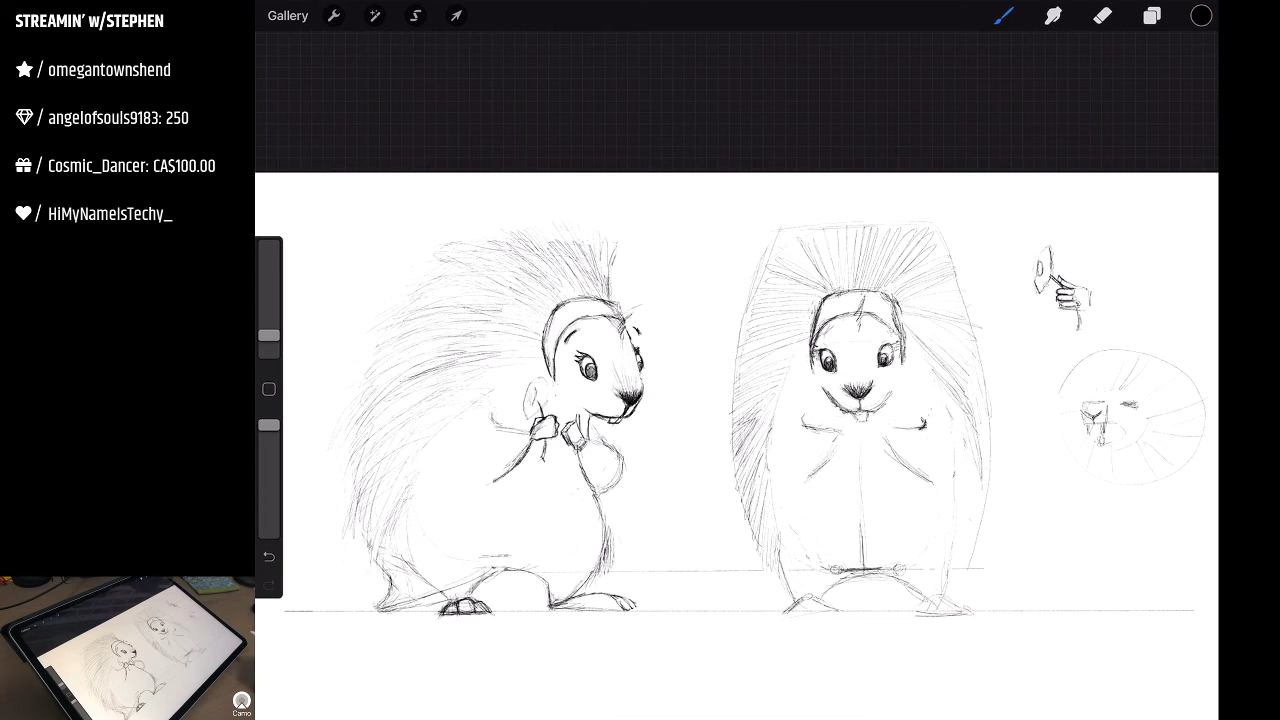 STREAMIN' w/STEPHEN
/ omegantownshend
/ angelofsouls9183: 250
/ Cosmic_Dancer: CA$100.00
/ HiMyNameIsTechy_
Gallery
Camo